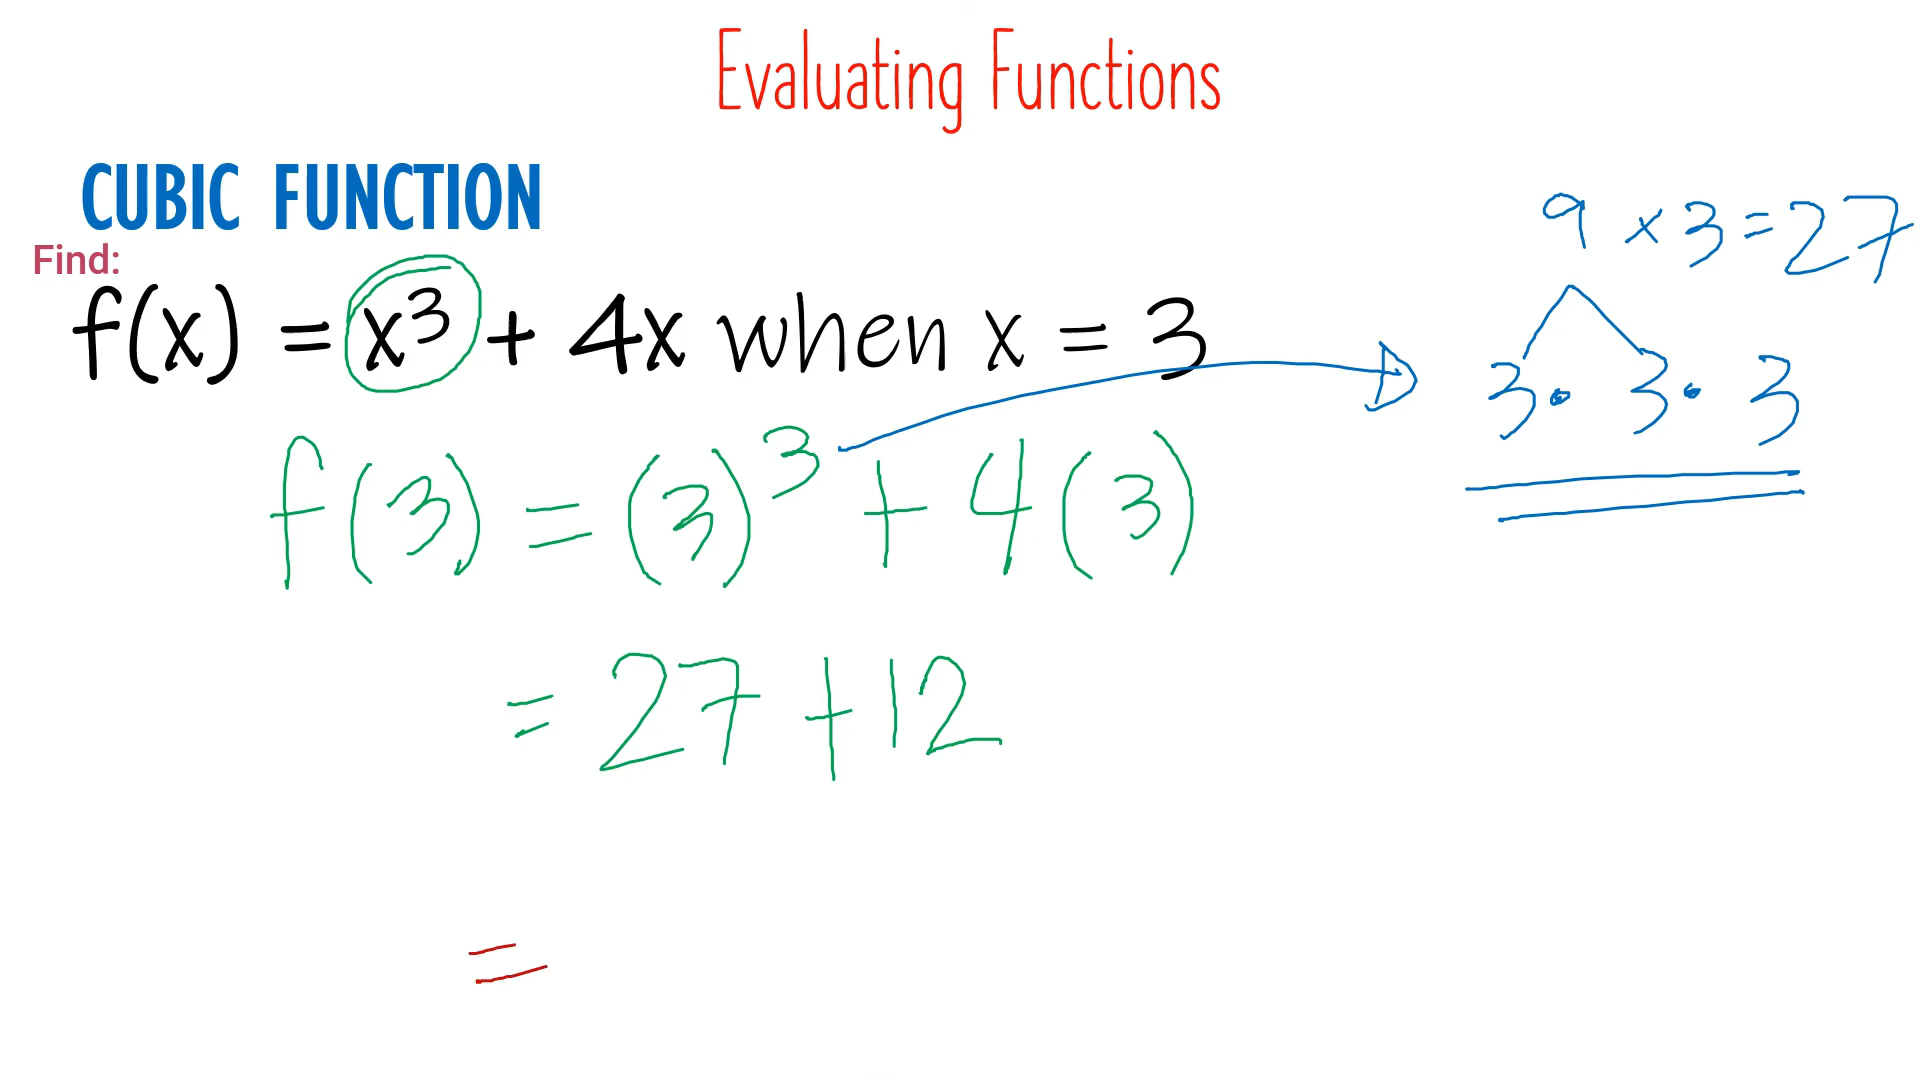 Evaluating Functions
CUBIC FUNCTION
Find:
f(x) = x³ + 4x when x = 3
9 × 3 = 27
3 • 3 • 3
f(3) = (3)³ + 4(3)
= 27 + 12
=